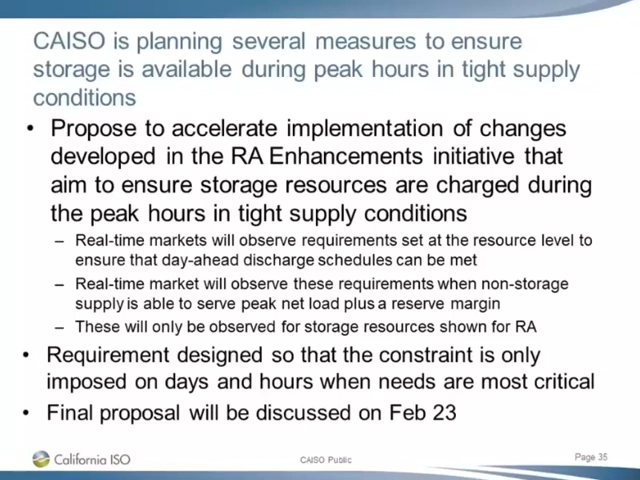 CAISO is planning several measures to ensure
storage is available during peak hours in tight supply
conditions
• Propose to accelerate implementation of changes
developed in the RA Enhancements initiative that
aim to ensure storage resources are charged during
the peak hours in tight supply conditions
– Real-time markets will observe requirements set at the resource level to
ensure that day-ahead discharge schedules can be met
– Real-time market will observe these requirements when non-storage
supply is able to serve peak net load plus a reserve margin
– These will only be observed for storage resources shown for RA
• Requirement designed so that the constraint is only
imposed on days and hours when needs are most critical
• Final proposal will be discussed on Feb 23
California ISO
CAISO Public
Page 35